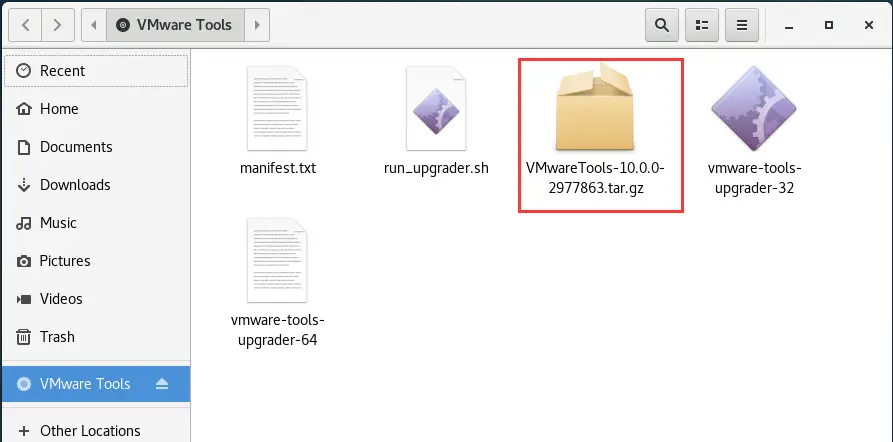 VMware Tools
Recent
Home
Documents
Downloads
Music
Pictures
Videos
Trash
VMware Tools
Other Locations
manifest.txt
run_upgrader.sh
VMwareTools-10.0.0-
2977863.tar.gz
vmware-tools-
upgrader-32
vmware-tools-
upgrader-64